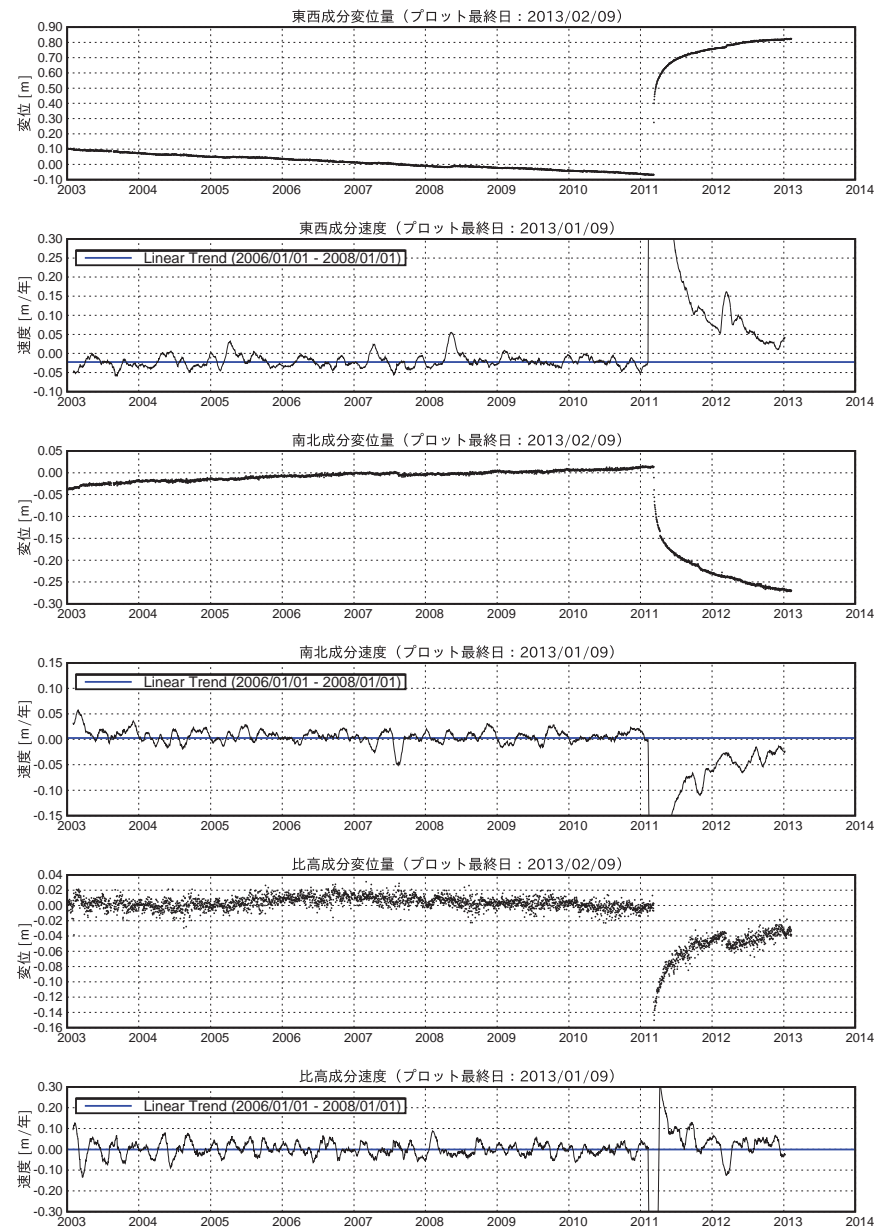 東西成分変位量（プロット最終日：2013/02/09）
変位 [m]
0.90
0.80
0.70
0.60
0.50
0.40
0.30
0.20
0.10
0.00
-0.10
2003 2004 2005 2006 2007 2008 2009 2010 2011 2012 2013 2014
東西成分速度（プロット最終日：2013/01/09）
速度 [m/年]
0.30
0.25
0.20
0.15
0.10
0.05
0.00
-0.05
-0.10
Linear Trend (2006/01/01 - 2008/01/01)
2003 2004 2005 2006 2007 2008 2009 2010 2011 2012 2013 2014
南北成分変位量（プロット最終日：2013/02/09）
変位 [m]
0.05
0.00
-0.05
-0.10
-0.15
-0.20
-0.25
-0.30
2003 2004 2005 2006 2007 2008 2009 2010 2011 2012 2013 2014
南北成分速度（プロット最終日：2013/01/09）
速度 [m/年]
0.15
0.10
0.05
0.00
-0.05
-0.10
-0.15
Linear Trend (2006/01/01 - 2008/01/01)
2003 2004 2005 2006 2007 2008 2009 2010 2011 2012 2013 2014
比高成分変位量（プロット最終日：2013/02/09）
変位 [m]
0.04
0.02
0.00
-0.02
-0.04
-0.06
-0.08
-0.10
-0.12
-0.14
-0.16
2003 2004 2005 2006 2007 2008 2009 2010 2011 2012 2013 2014
比高成分速度（プロット最終日：2013/01/09）
速度 [m/年]
0.30
0.20
0.10
0.00
-0.10
-0.20
-0.30
Linear Trend (2006/01/01 - 2008/01/01)
2003 2004 2005 2006 2007 2008 2009 2010 2011 2012 2013 2014